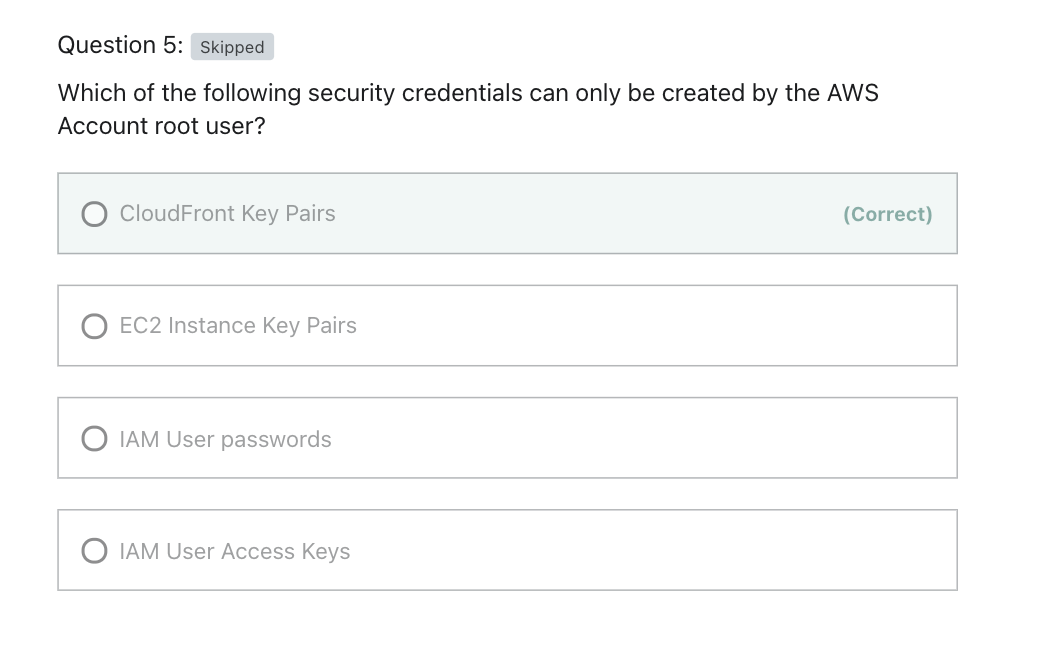 Question 5: Skipped
Which of the following security credentials can only be created by the AWS
Account root user?
CloudFront Key Pairs (Correct)
EC2 Instance Key Pairs
IAM User passwords
IAM User Access Keys